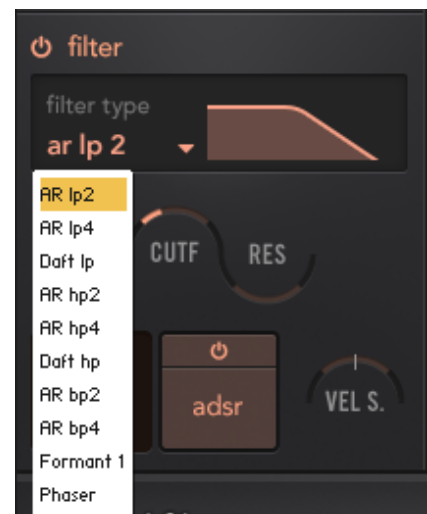 filter
filter type
ar lp 2
AR lp2
AR lp4
Daft lp
AR hp2
AR hp4
Daft hp
AR bp2
AR bp4
Formant 1
Phaser
CUTF
RES
adsr
VEL S.